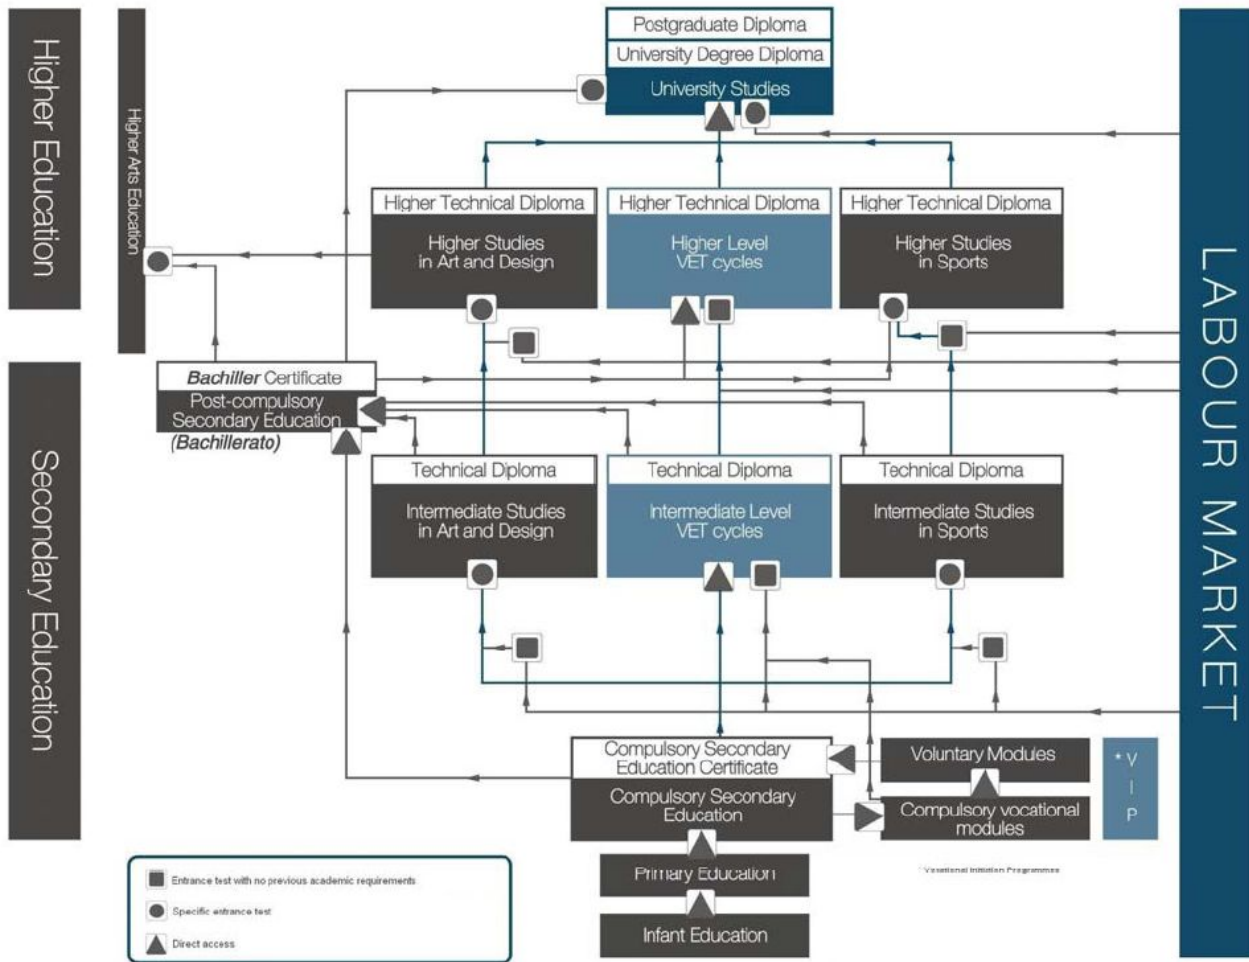 Higher Education
Higher Arts Education
Postgraduate Diploma
University Degree Diploma
University Studies
Higher Technical Diploma
Higher Studies
in Art and Design
Higher Technical Diploma
Higher Level
VET cycles
Higher Technical Diploma
Higher Studies
in Sports
LABOUR MARKET
Secondary Education
Bachiller Certificate
Post-compulsory
Secondary Education
(Bachillerato)
Technical Diploma
Intermediate Studies
in Art and Design
Technical Diploma
Intermediate Level
VET cycles
Technical Diploma
Intermediate Studies
in Sports
Compulsory Secondary
Education Certificate
Compulsory Secondary
Education
Voluntary Modules
Compulsory vocational
modules
* V
I
P
Primary Education
Infant Education
* Vocational Initiation Programmes
Entrance test with no previous academic requirements
Specific entrance test
Direct access